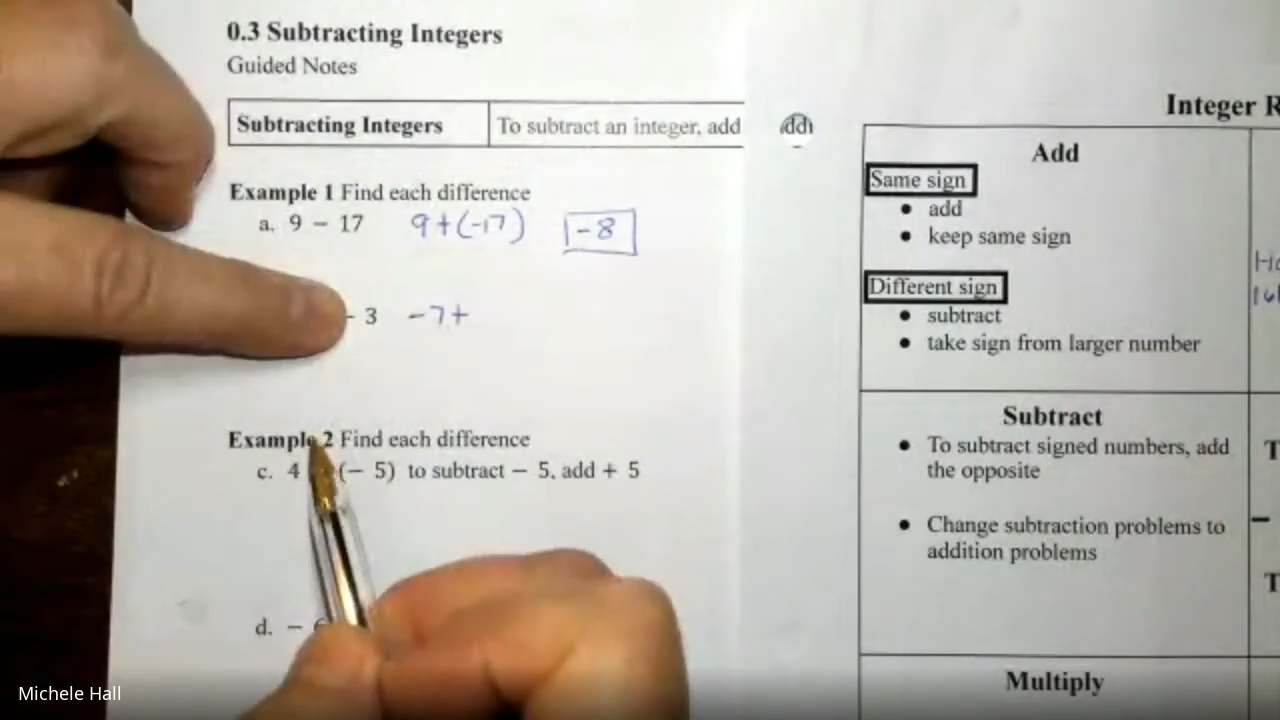 0.3 Subtracting Integers
Guided Notes
Subtracting Integers To subtract an integer, add
Example 1 Find each difference
a. 9 − 17 9+(-17) -8
- 3 -7+
Example 2 Find each difference
c. 4 (− 5) to subtract − 5, add + 5
d. −
Integer R
Add
Same sign
• add
• keep same sign
Different sign
• subtract
• take sign from larger number
Subtract
• To subtract signed numbers, add
the opposite
• Change subtraction problems to
addition problems
Multiply
Michele Hall